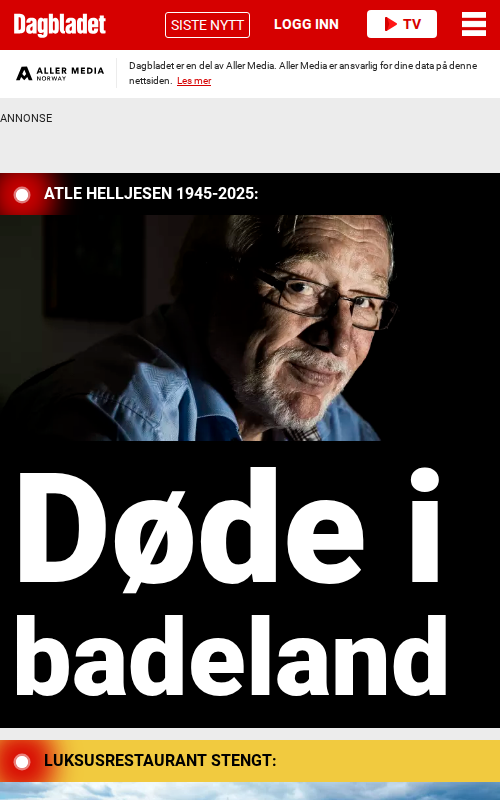 Dagbladet
SISTE NYTT
LOGG INN
TV
ALLER MEDIA
NORWAY
Dagbladet er en del av Aller Media. Aller Media er ansvarlig for dine data på denne
nettsiden. Les mer
ANNONSE
ATLE HELLJESEN 1945-2025:
Døde i
badeland
LUKSUSRESTAURANT STENGT: